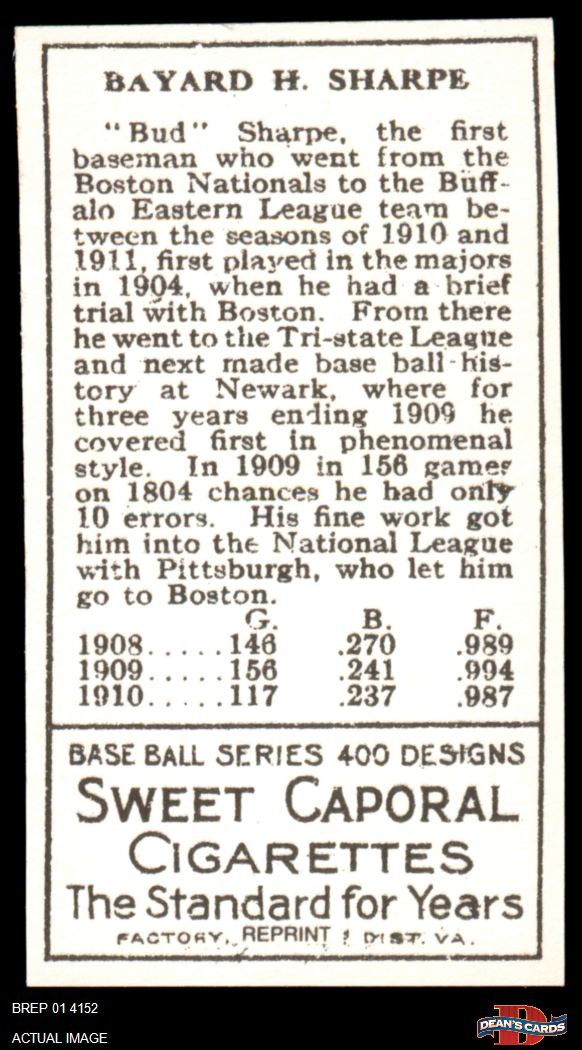 BAYARD H. SHARPE
"Bud" Sharpe, the first
baseman who went from the
Boston Nationals to the Buff-
alo Eastern League team be-
tween the seasons of 1910 and
1911, first played in the majors
in 1904, when he had a brief
trial with Boston. From there
he went to the Tri-state League
and next made base ball his-
tory at Newark, where for
three years ending 1909 he
covered first in phenomenal
style. In 1909 in 156 games
on 1804 chances he had only
10 errors. His fine work got
him into the National League
with Pittsburgh, who let him
go to Boston.
G. B. F.
1908.....146 .270 .989
1909.....156 .241 .994
1910.....117 .237 .987
BASE BALL SERIES 400 DESIGNS
SWEET CAPORAL
CIGARETTES
The Standard for Years
FACTORY, REPRINT DIST. VA.
BREP 01 4152
ACTUAL IMAGE
D
DEAN'S CARDS